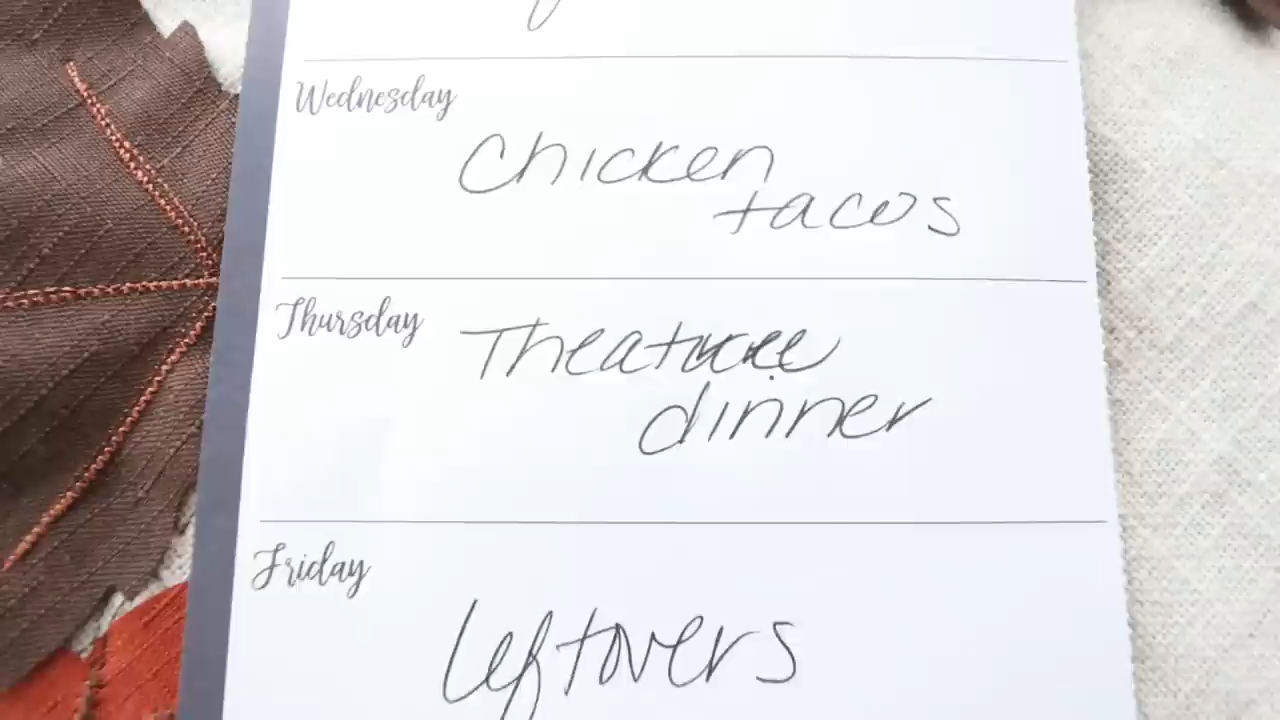 Wednesday
Chicken
tacos
Thursday
Theatre
dinner
Friday
leftovers